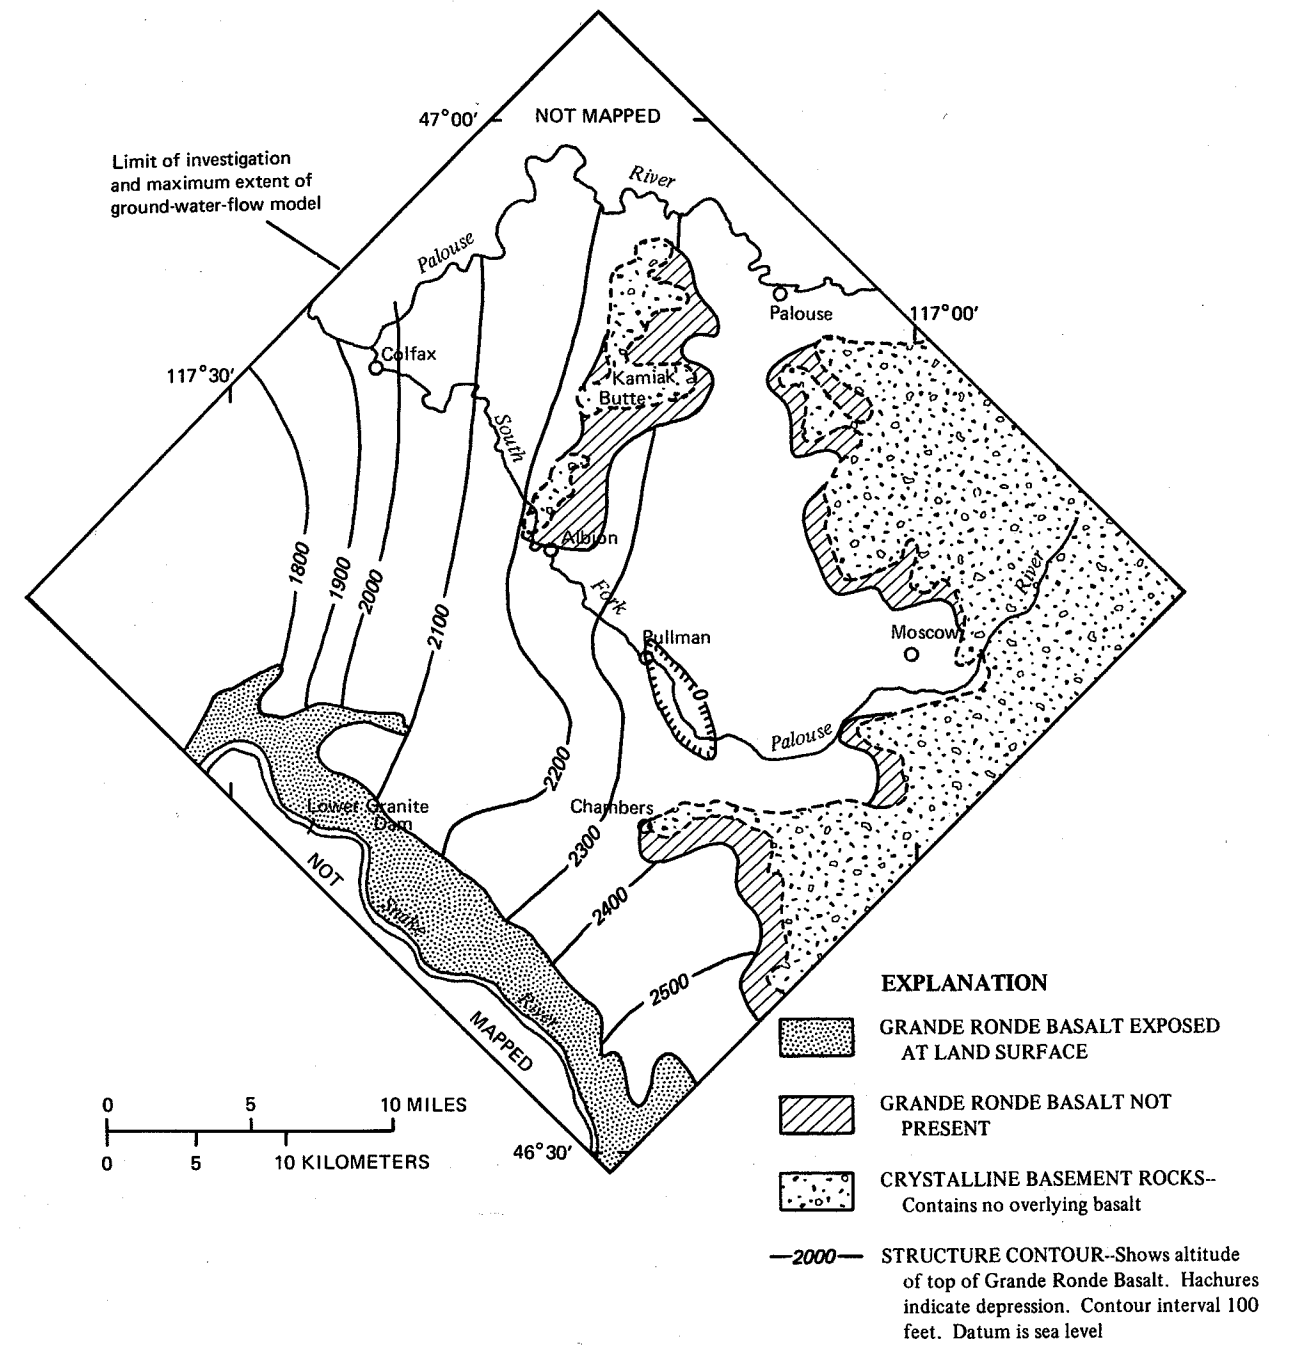 47°00'
NOT MAPPED
Limit of investigation
and maximum extent of
ground-water-flow model
River
Palouse
Palouse
117°00'
Colfax
117°30'
Kamiak
Butte
South
Albion
Fork
River
1800
1900
2000
2100
Pullman
Moscow
0
Palouse
2200
Lower Granite
Dam
Chambers
2300
NOT
2400
Snake
2500
River
MAPPED
EXPLANATION
GRANDE RONDE BASALT EXPOSED
AT LAND SURFACE
0 5 10 MILES
GRANDE RONDE BASALT NOT
PRESENT
46°30'
0 5 10 KILOMETERS
CRYSTALLINE BASEMENT ROCKS--
Contains no overlying basalt
2000
STRUCTURE CONTOUR--Shows altitude
of top of Grande Ronde Basalt. Hachures
indicate depression. Contour interval 100
feet. Datum is sea level